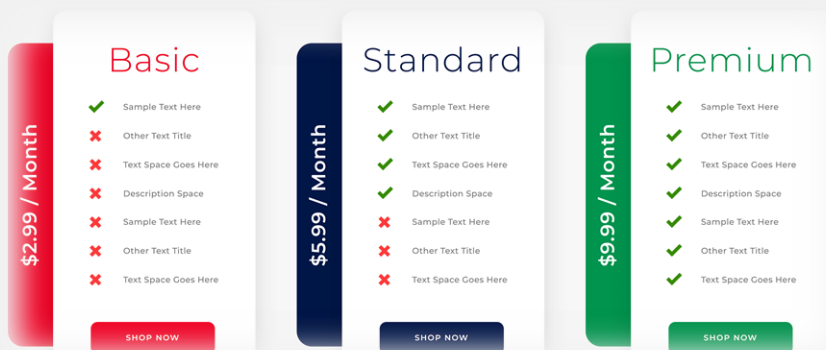 $2.99 / Month
Basic
Sample Text Here
Other Text Title
Text Space Goes Here
Description Space
Sample Text Here
Other Text Title
Text Space Goes Here
SHOP NOW
$5.99 / Month
Standard
Sample Text Here
Other Text Title
Text Space Goes Here
Description Space
Sample Text Here
Other Text Title
Text Space Goes Here
SHOP NOW
$9.99 / Month
Premium
Sample Text Here
Other Text Title
Text Space Goes Here
Description Space
Sample Text Here
Other Text Title
Text Space Goes Here
SHOP NOW